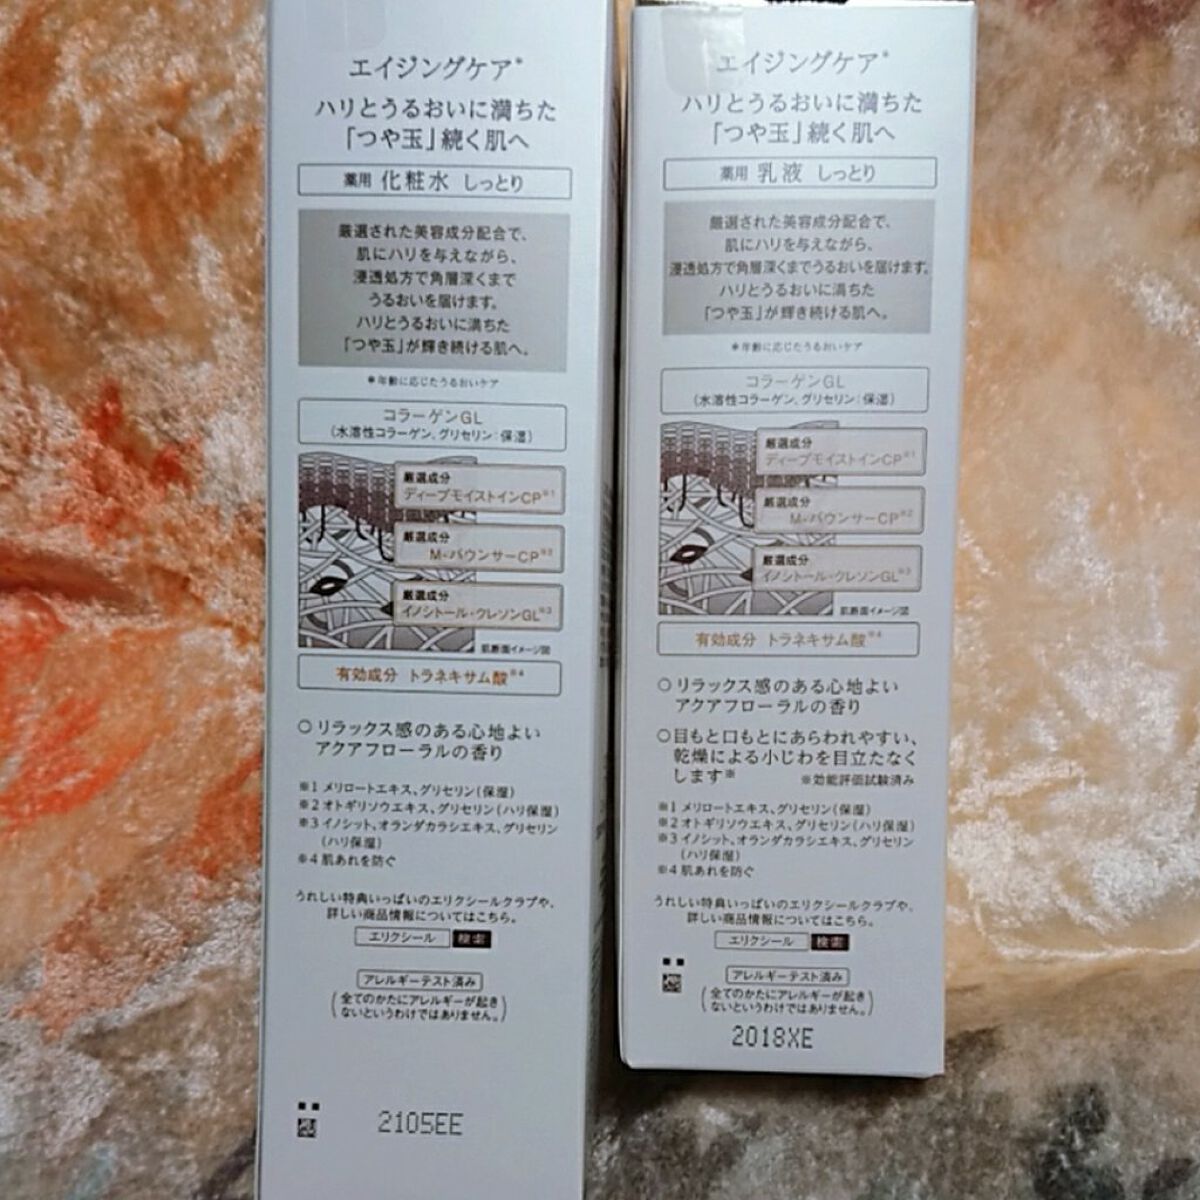 エイジングケア*
ハリとうるおいに満ちた
「つや玉」続く肌へ
薬用 化粧水 しっとり
厳選された美容成分配合で、
肌にハリを与えながら、
浸透処方で角層深くまで
うるおいを届けます。
ハリとうるおいに満ちた
「つや玉」が輝き続ける肌へ。
*年齢に応じたうるおいケア
コラーゲンGL
(水溶性コラーゲン、グリセリン:保湿)
厳選成分
ディープモイストインCP※1
厳選成分
M-バウンサーCP※2
厳選成分
イノシトール・クレソンGL※3
肌断面イメージ図
有効成分 トラネキサム酸※4
○リラックス感のある心地よい
アクアフローラルの香り
※1 メリロートエキス、グリセリン(保湿)
※2 オトギリソウエキス、グリセリン(ハリ保湿)
※3 イノシット、オランダカラシエキス、グリセリン
(ハリ保湿)
※4 肌あれを防ぐ
うれしい特典いっぱいのエリクシールクラブや、
詳しい商品情報についてはこちら。
エリクシール 検索
アレルギーテスト済み
(全てのかたにアレルギーが起き
ないというわけではありません。)
2105EE
エイジングケア*
ハリとうるおいに満ちた
「つや玉」続く肌へ
薬用 乳液 しっとり
厳選された美容成分配合で、
肌にハリを与えながら、
浸透処方で角層深くまでうるおいを届けます。
ハリとうるおいに満ちた
「つや玉」が輝き続ける肌へ。
*年齢に応じたうるおいケア
コラーゲンGL
(水溶性コラーゲン、グリセリン:保湿)
厳選成分
ディープモイストインCP※1
厳選成分
M-バウンサーCP※2
厳選成分
イノシトール・クレソンGL※3
肌断面イメージ図
有効成分 トラネキサム酸※4
○リラックス感のある心地よい
アクアフローラルの香り
○目もと口もとにあらわれやすい、
乾燥による小じわを目立たなく
します※ ※効能評価試験済み
※1 メリロートエキス、グリセリン(保湿)
※2 オトギリソウエキス、グリセリン(ハリ保湿)
※3 イノシット、オランダカラシエキス、グリセリン
(ハリ保湿)
※4 肌あれを防ぐ
うれしい特典いっぱいのエリクシールクラブや、
詳しい商品情報についてはこちら。
エリクシール 検索
アレルギーテスト済み
(全てのかたにアレルギーが起き
ないというわけではありません。)
2018XE